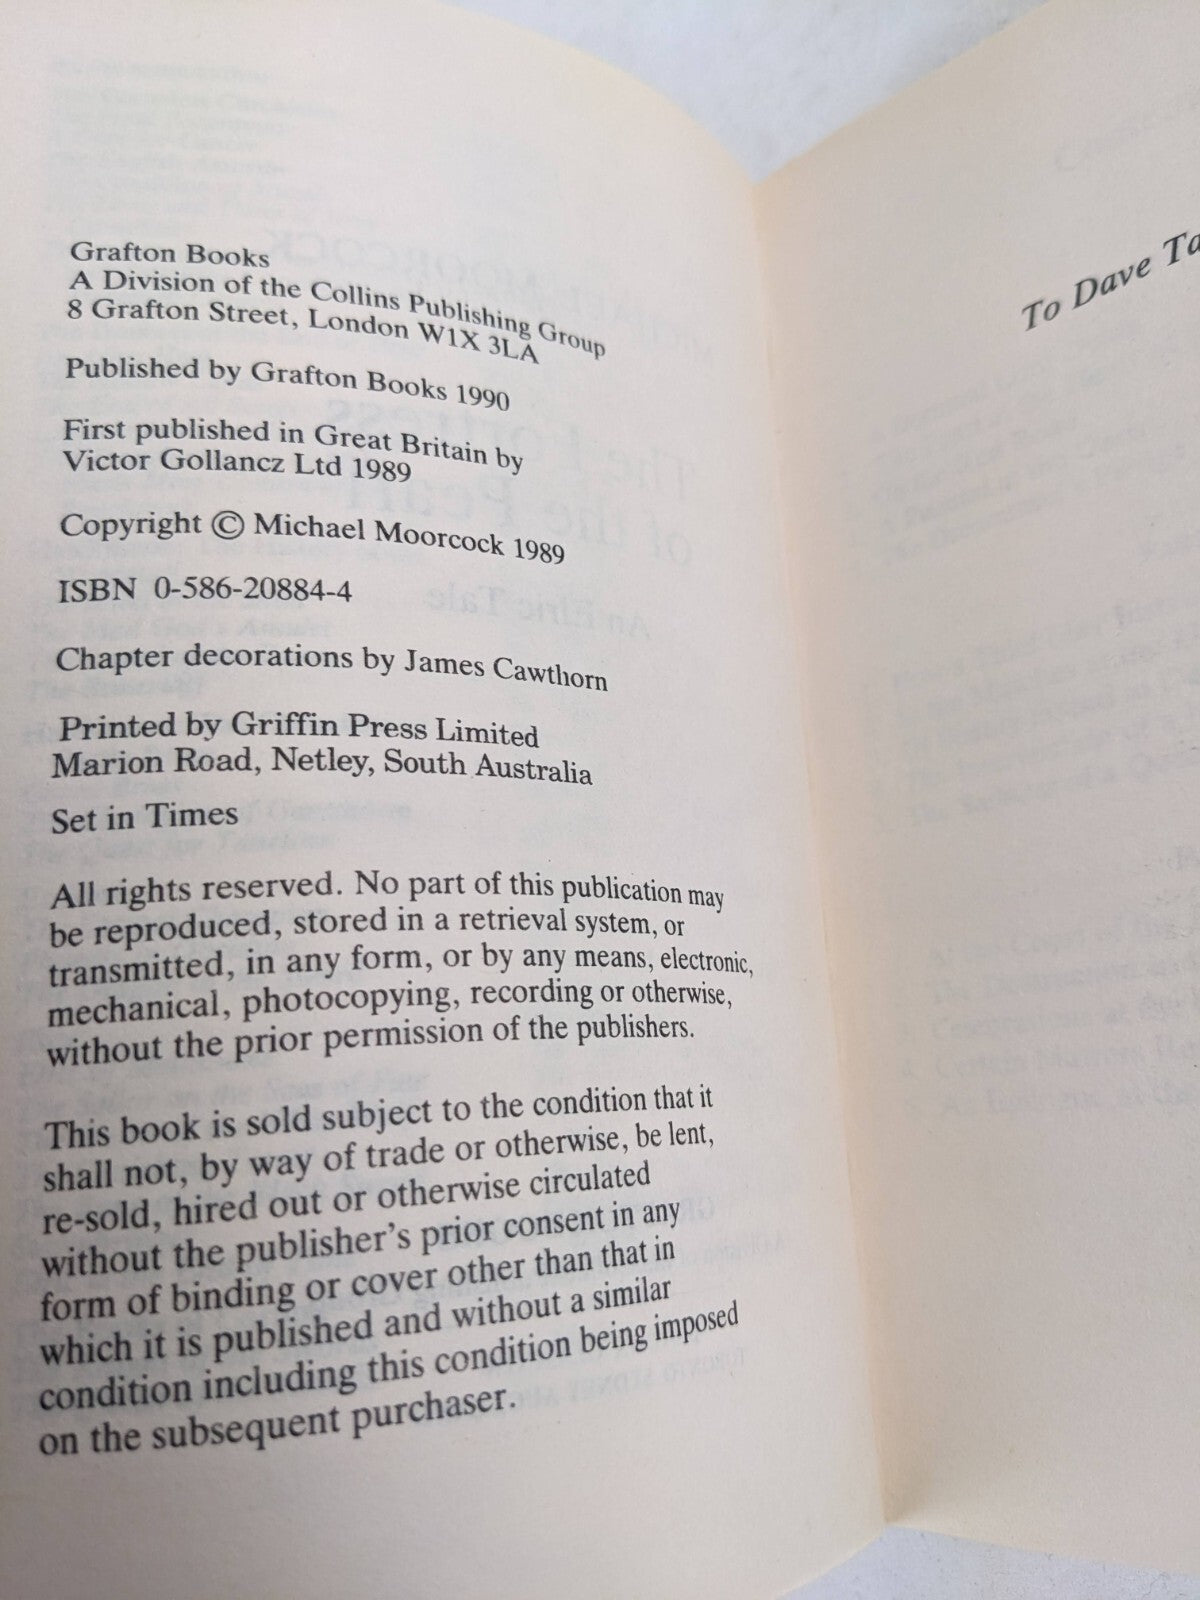 Grafton Books
A Division of the Collins Publishing Group
8 Grafton Street, London W1X 3LA
Published by Grafton Books 1990
First published in Great Britain by
Victor Gollancz Ltd 1989
Copyright © Michael Moorcock 1989
ISBN 0-586-20884-4
Chapter decorations by James Cawthorn
Printed by Griffin Press Limited
Marion Road, Netley, South Australia
Set in Times
All rights reserved. No part of this publication may
be reproduced, stored in a retrieval system, or
transmitted, in any form, or by any means, electronic,
mechanical, photocopying, recording or otherwise,
without the prior permission of the publishers.
This book is sold subject to the condition that it
shall not, by way of trade or otherwise, be lent,
re-sold, hired out or otherwise circulated
without the publisher's prior consent in any
form of binding or cover other than that in
which it is published and without a similar
condition including this condition being imposed
on the subsequent purchaser.
To Dave